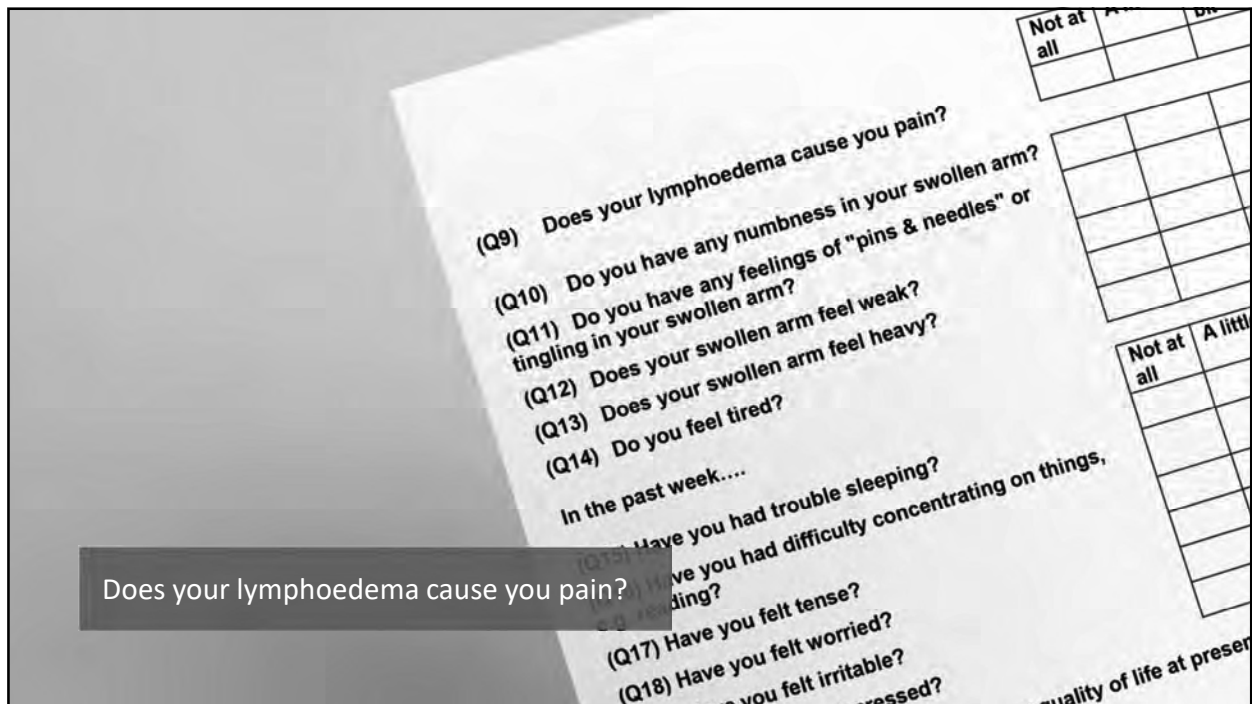 Not at all
(Q9) Does your lymphoedema cause you pain?
(Q10) Do you have any numbness in your swollen arm?
(Q11) Do you have any feelings of "pins & needles" or
tingling in your swollen arm?
(Q12) Does your swollen arm feel weak?
(Q13) Does your swollen arm feel heavy?
(Q14) Do you feel tired?
Not at all
A little
In the past week....
(Q15) Have you had trouble sleeping?
Have you had difficulty concentrating on things,
e.g. reading?
(Q17) Have you felt tense?
(Q18) Have you felt worried?
you felt irritable?
quality of life at
Does your lymphoedema cause you pain?